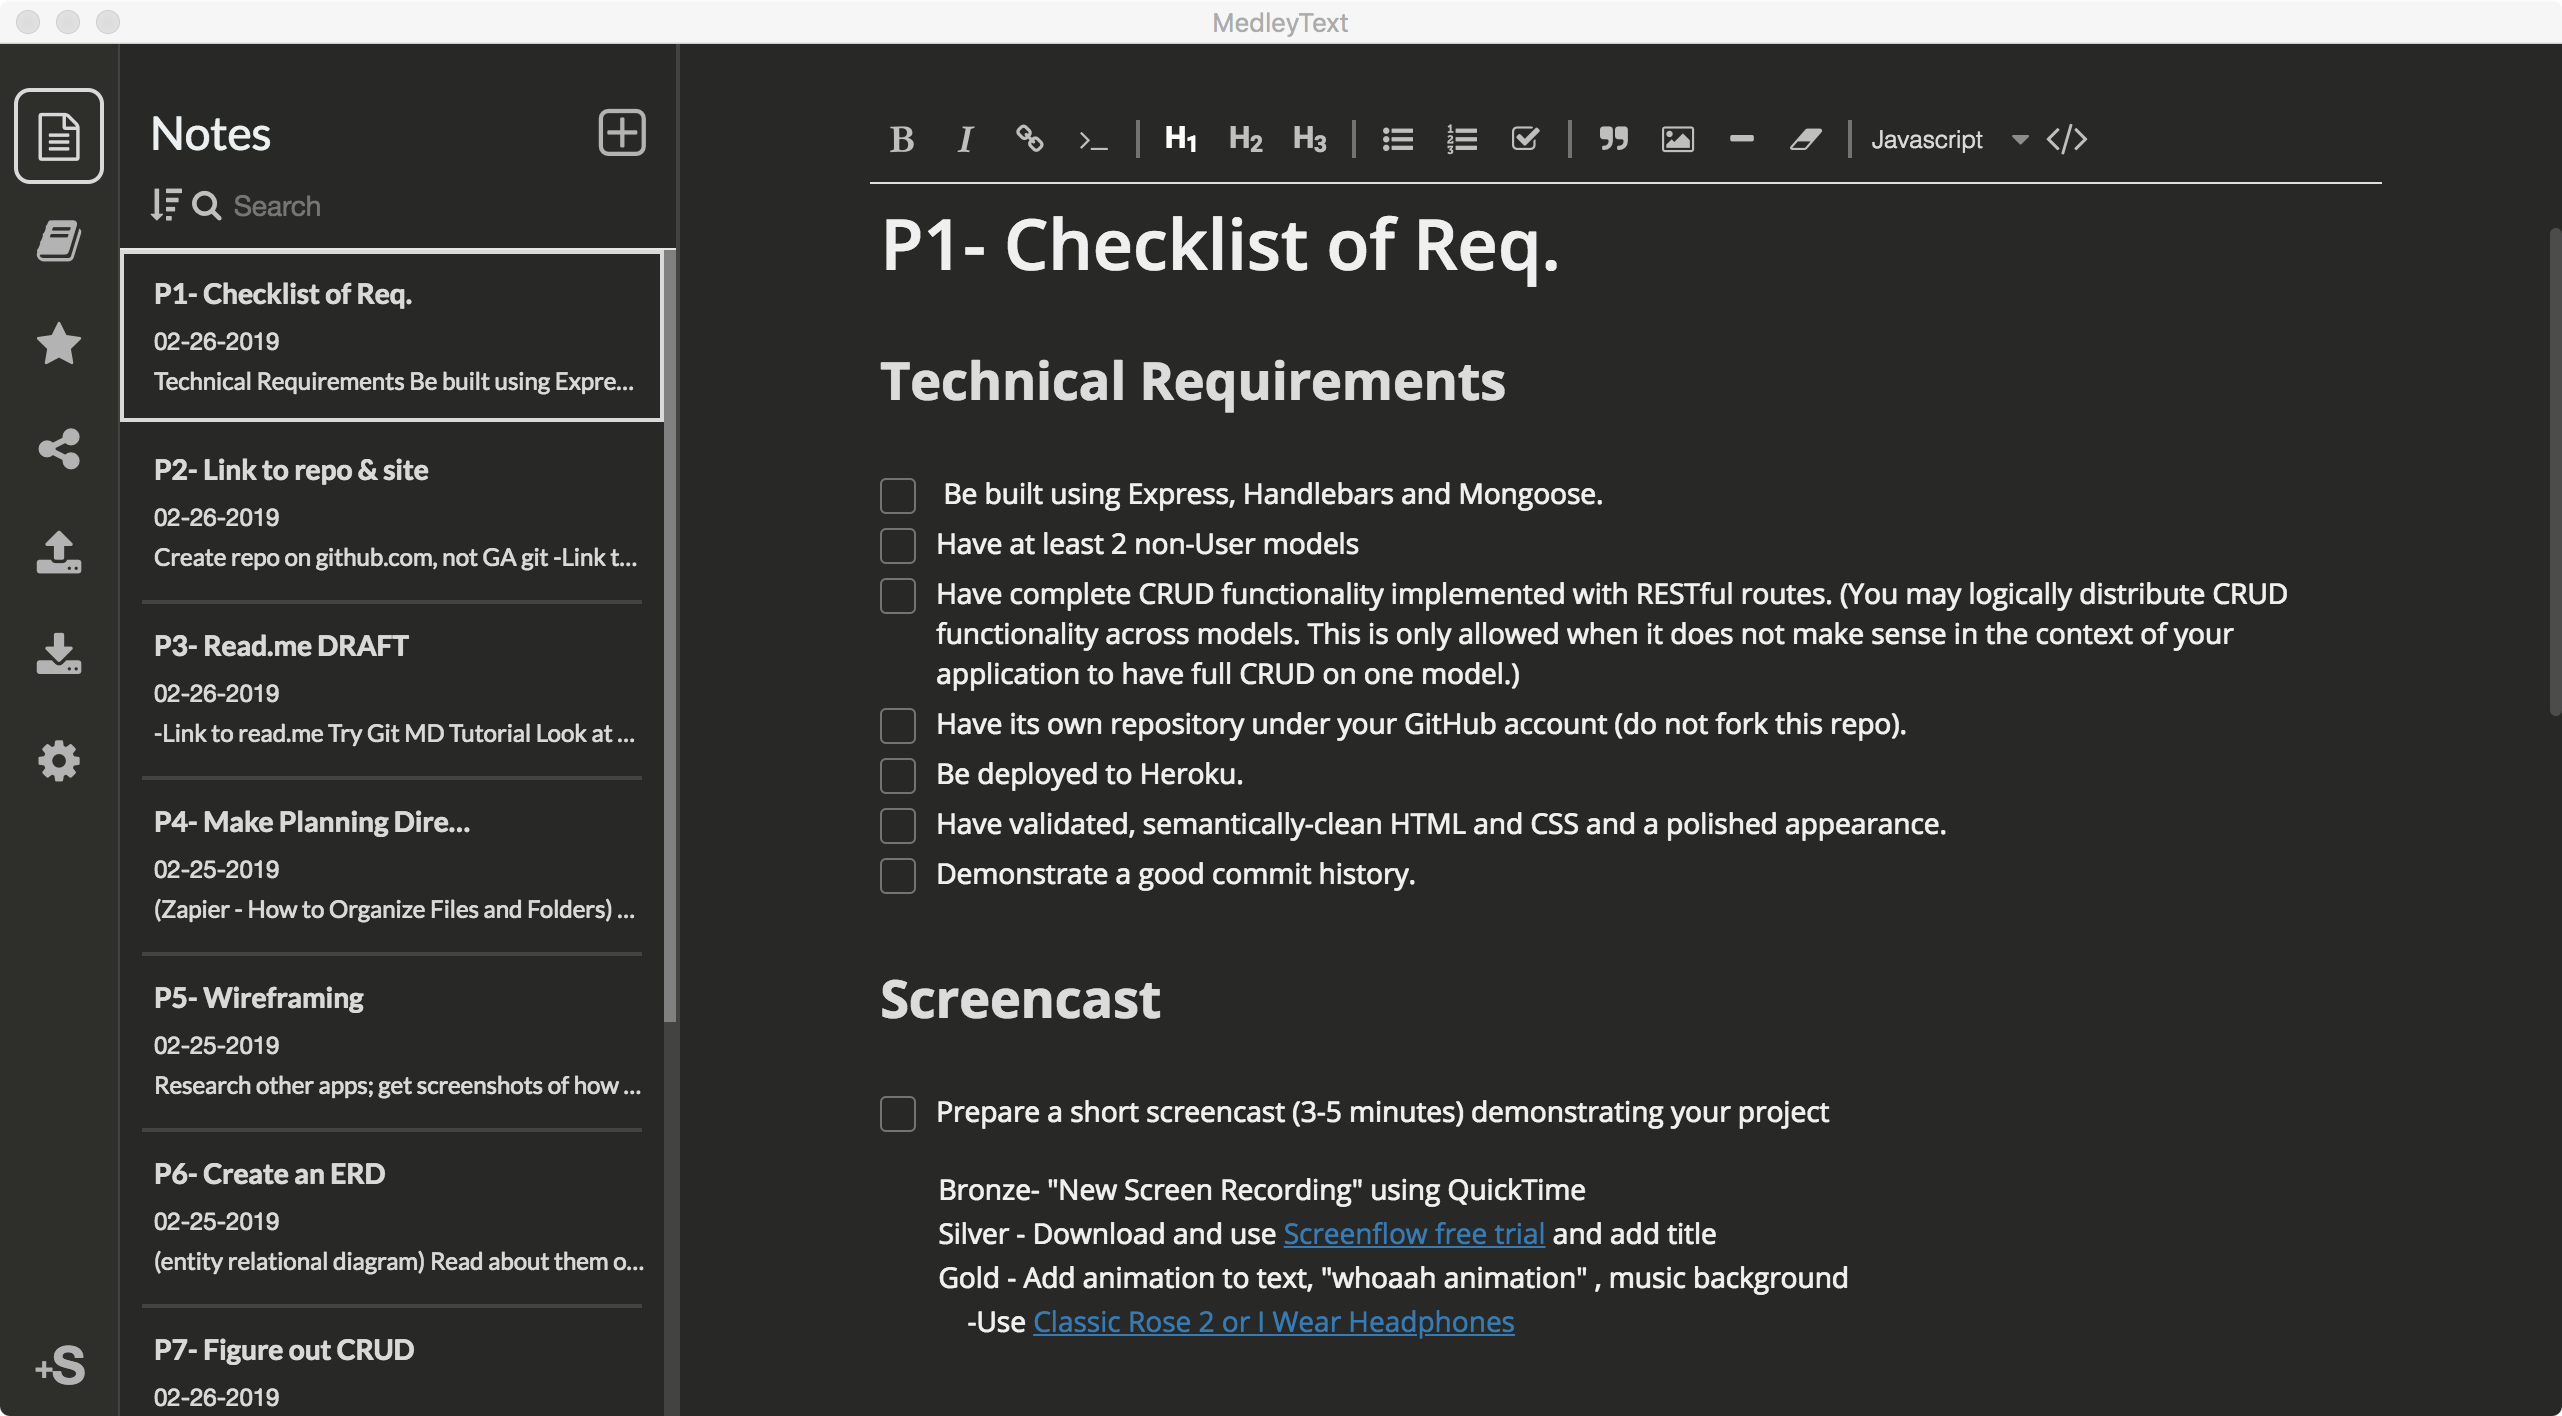 MedleyText
Notes
Search
P1- Checklist of Req.
02-26-2019
Technical Requirements Be built using Expre...
P2- Link to repo & site
02-26-2019
Create repo on github.com, not GA git -Link t...
P3- Read.me DRAFT
02-26-2019
-Link to read.me Try Git MD Tutorial Look at ...
P4- Make Planning Dire...
02-25-2019
(Zapier - How to Organize Files and Folders) ...
P5- Wireframing
02-25-2019
Research other apps; get screenshots of how ...
P6- Create an ERD
02-25-2019
(entity relational diagram) Read about them o...
P7- Figure out CRUD
02-26-2019
+S
B I >_ H1 H2 H3 Javascript </>
P1- Checklist of Req.
Technical Requirements
Be built using Express, Handlebars and Mongoose.
Have at least 2 non-User models
Have complete CRUD functionality implemented with RESTful routes. (You may logically distribute CRUD
functionality across models. This is only allowed when it does not make sense in the context of your
application to have full CRUD on one model.)
Have its own repository under your GitHub account (do not fork this repo).
Be deployed to Heroku.
Have validated, semantically-clean HTML and CSS and a polished appearance.
Demonstrate a good commit history.
Screencast
Prepare a short screencast (3-5 minutes) demonstrating your project
Bronze- "New Screen Recording" using QuickTime
Silver - Download and use Screenflow free trial and add title
Gold - Add animation to text, "whoaah animation" , music background
-Use Classic Rose 2 or I Wear Headphones